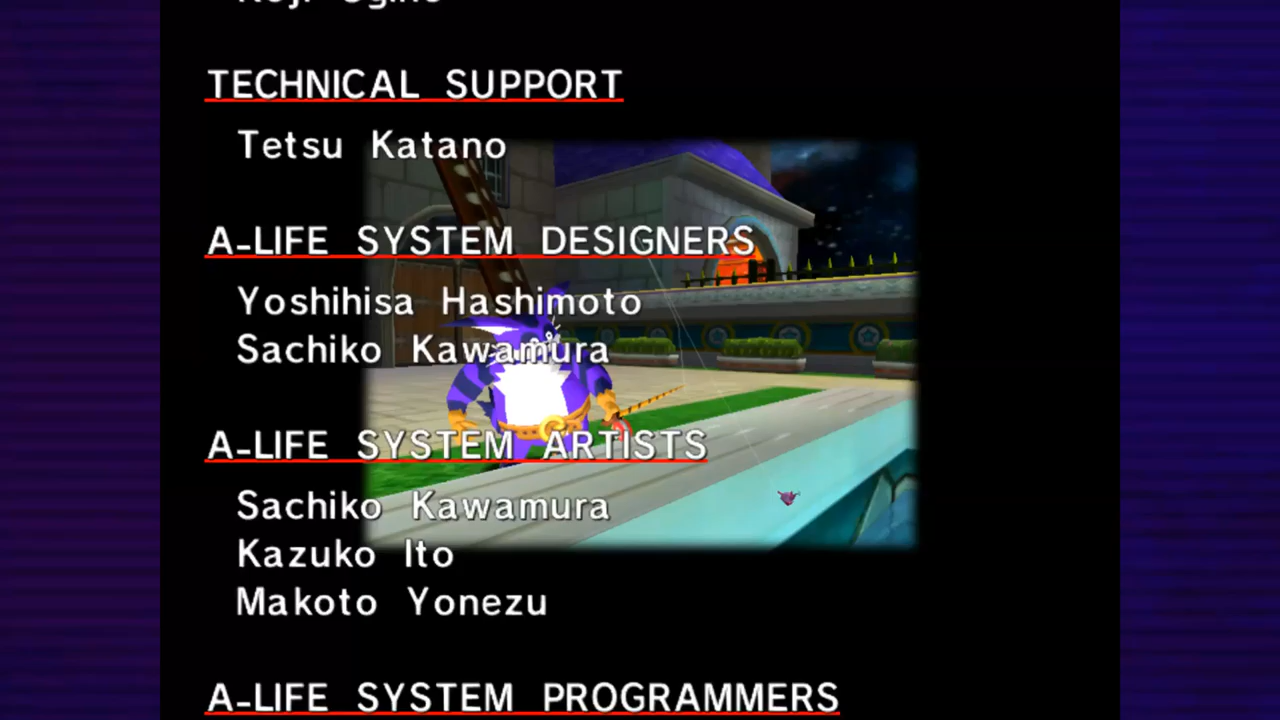 TECHNICAL SUPPORT
Tetsu Katano
A-LIFE SYSTEM DESIGNERS
Yoshihisa Hashimoto
Sachiko Kawamura
A-LIFE SYSTEM ARTISTS
Sachiko Kawamura
Kazuko Ito
Makoto Yonezu
A-LIFE SYSTEM PROGRAMMERS